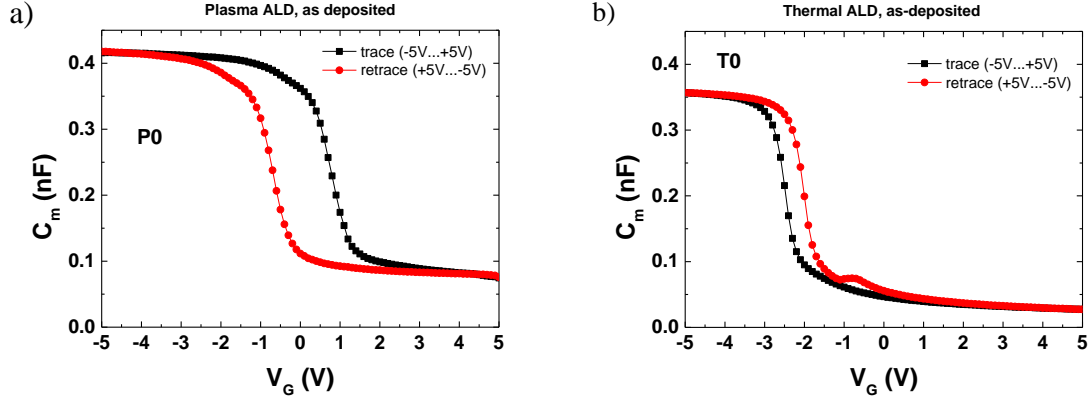 a)
Plasma ALD, as deposited
trace (-5V...+5V)
retrace (+5V...-5V)
P0
0.4
0.3
0.2
0.1
0.0
C_m (nF)
-5 -4 -3 -2 -1 0 1 2 3 4 5
V_G (V)
b)
Thermal ALD, as-deposited
trace (-5V...+5V)
retrace (+5V...-5V)
T0
0.4
0.3
0.2
0.1
0.0
C_m (nF)
-5 -4 -3 -2 -1 0 1 2 3 4 5
V_G (V)